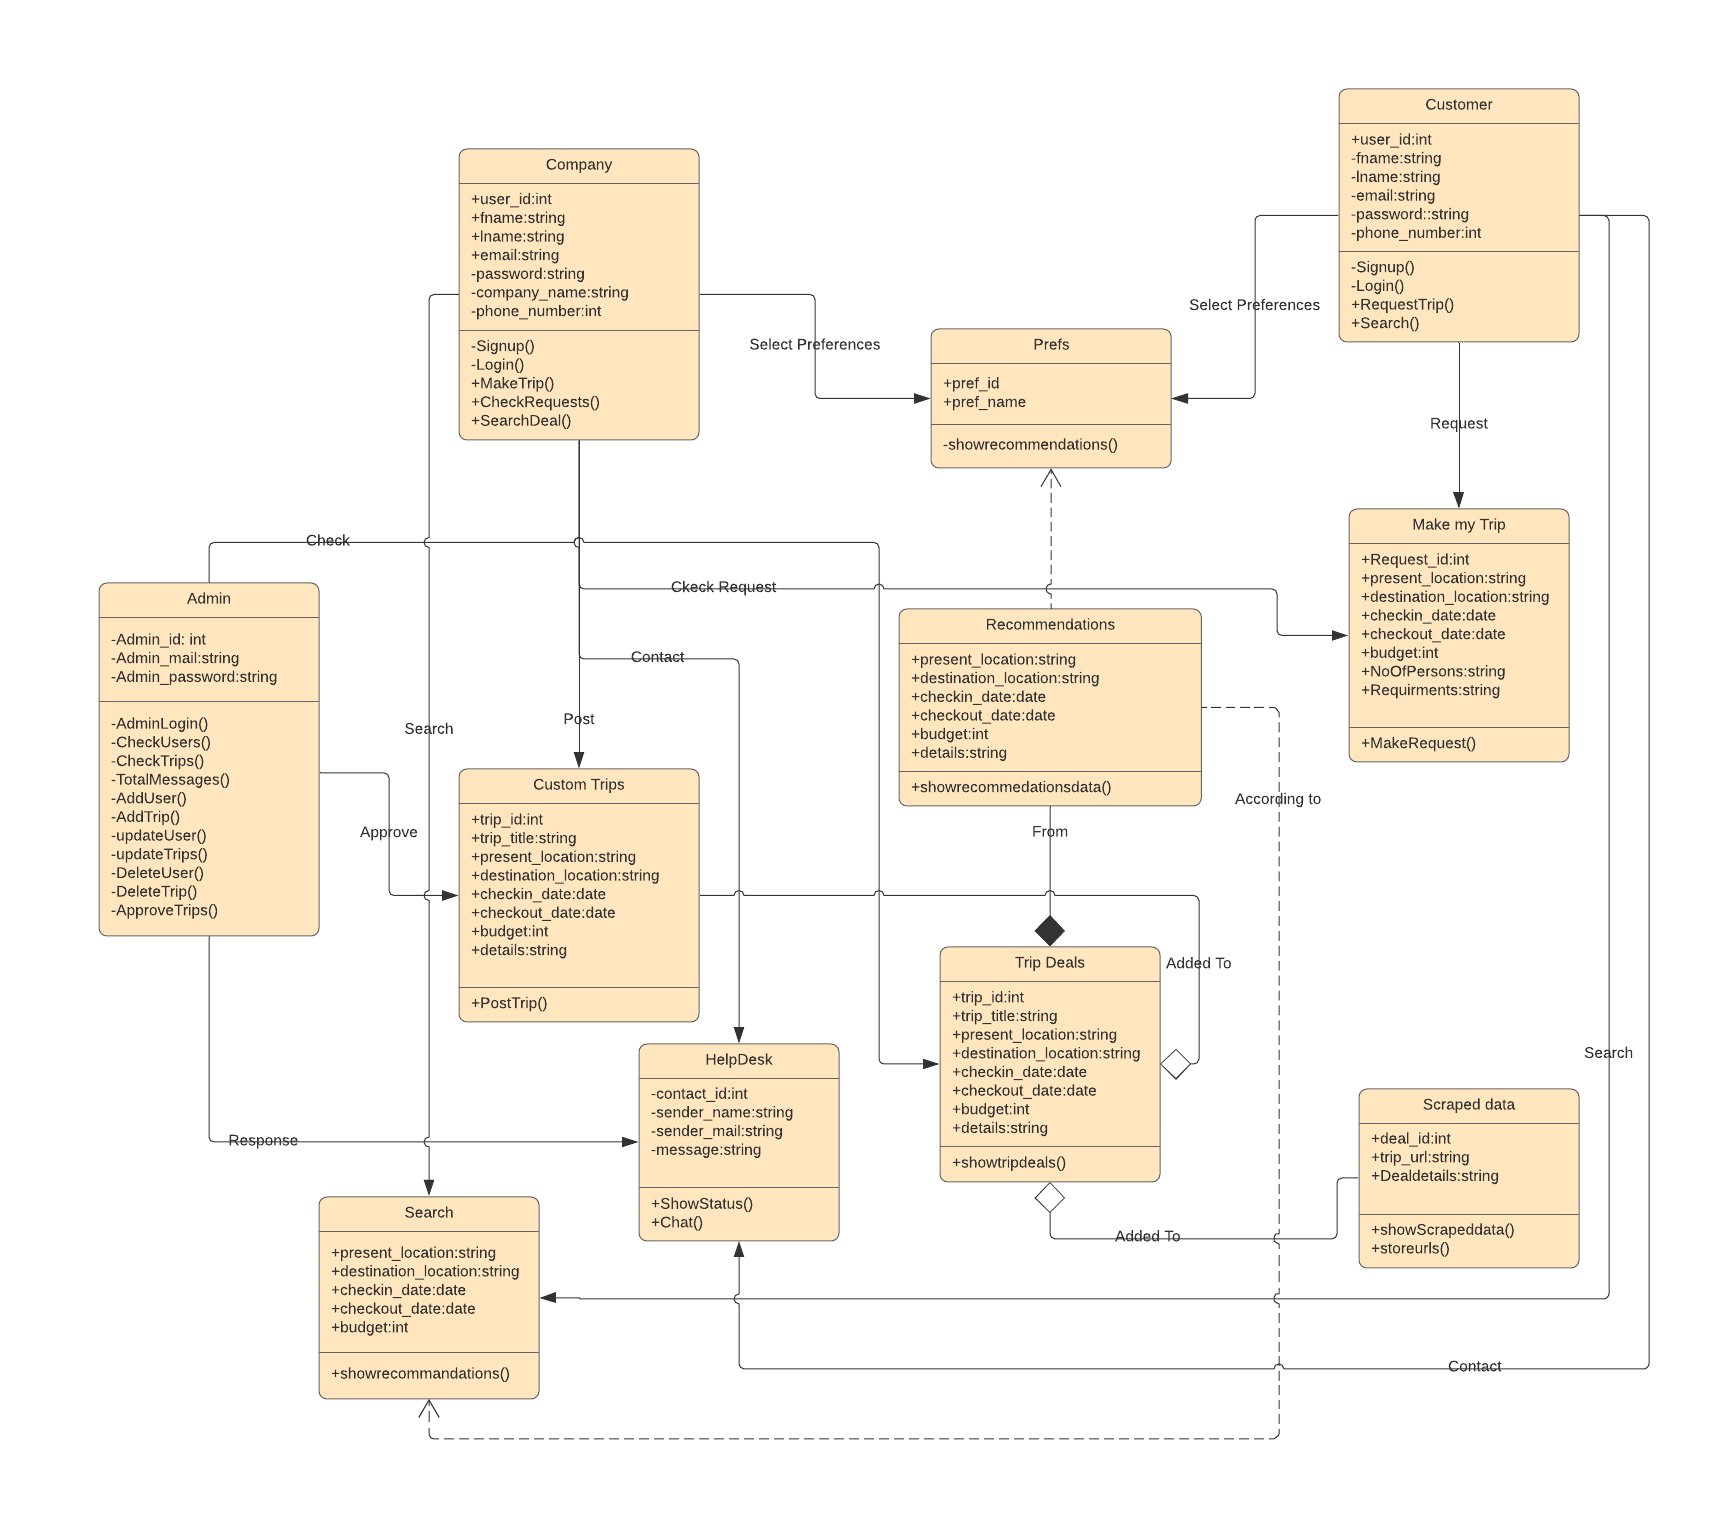 Customer
+user_id:int
-fname:string
-lname:string
-email:string
-password::string
-phone_number:int
-Signup()
-Login()
+RequestTrip()
+Search()
Company
+user_id:int
+fname:string
+lname:string
+email:string
-password:string
-company_name:string
-phone_number:int
-Signup()
-Login()
+MakeTrip()
+CheckRequests()
+SearchDeal()
Select Preferences
Select Preferences
Prefs
+pref_id
+pref_name
-showrecommendations()
Request
Check
Ckeck Request
Contact
Post
Search
Make my Trip
+Request_id:int
+present_location:string
+destination_location:string
+checkin_date:date
+checkout_date:date
+budget:int
+NoOfPersons:string
+Requirments:string
+MakeRequest()
Admin
-Admin_id: int
-Admin_mail:string
-Admin_password:string
-AdminLogin()
-CheckUsers()
-CheckTrips()
-TotalMessages()
-AddUser()
-AddTrip()
-updateUser()
-updateTrips()
-DeleteUser()
-DeleteTrip()
-ApproveTrips()
Approve
Recommendations
+present_location:string
+destination_location:string
+checkin_date:date
+checkout_date:date
+budget:int
+details:string
+showrecommedationsdata()
According to
From
Custom Trips
+trip_id:int
+trip_title:string
+present_location:string
+destination_location:string
+checkin_date:date
+checkout_date:date
+budget:int
+details:string
+PostTrip()
Added To
Trip Deals
+trip_id:int
+trip_title:string
+present_location:string
+destination_location:string
+checkin_date:date
+checkout_date:date
+budget:int
+details:string
+showtripdeals()
HelpDesk
-contact_id:int
-sender_name:string
-sender_mail:string
-message:string
+ShowStatus()
+Chat()
Response
Search
Scraped data
+deal_id:int
+trip_url:string
+Dealdetails:string
+showScrapeddata()
+storeurls()
Added To
Search
+present_location:string
+destination_location:string
+checkin_date:date
+checkout_date:date
+budget:int
+showrecommandations()
Contact